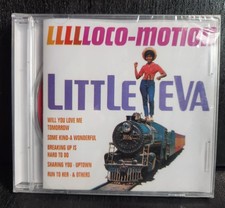 LLLLLOCO-MOTION
LITTLE EVA
WILL YOU LOVE ME
TOMORROW
SOME KIND-A WONDERFUL
BREAKING UP IS
HARD TO DO
SHARING YOU · UPTOWN
RUN TO HER · & OTHERS